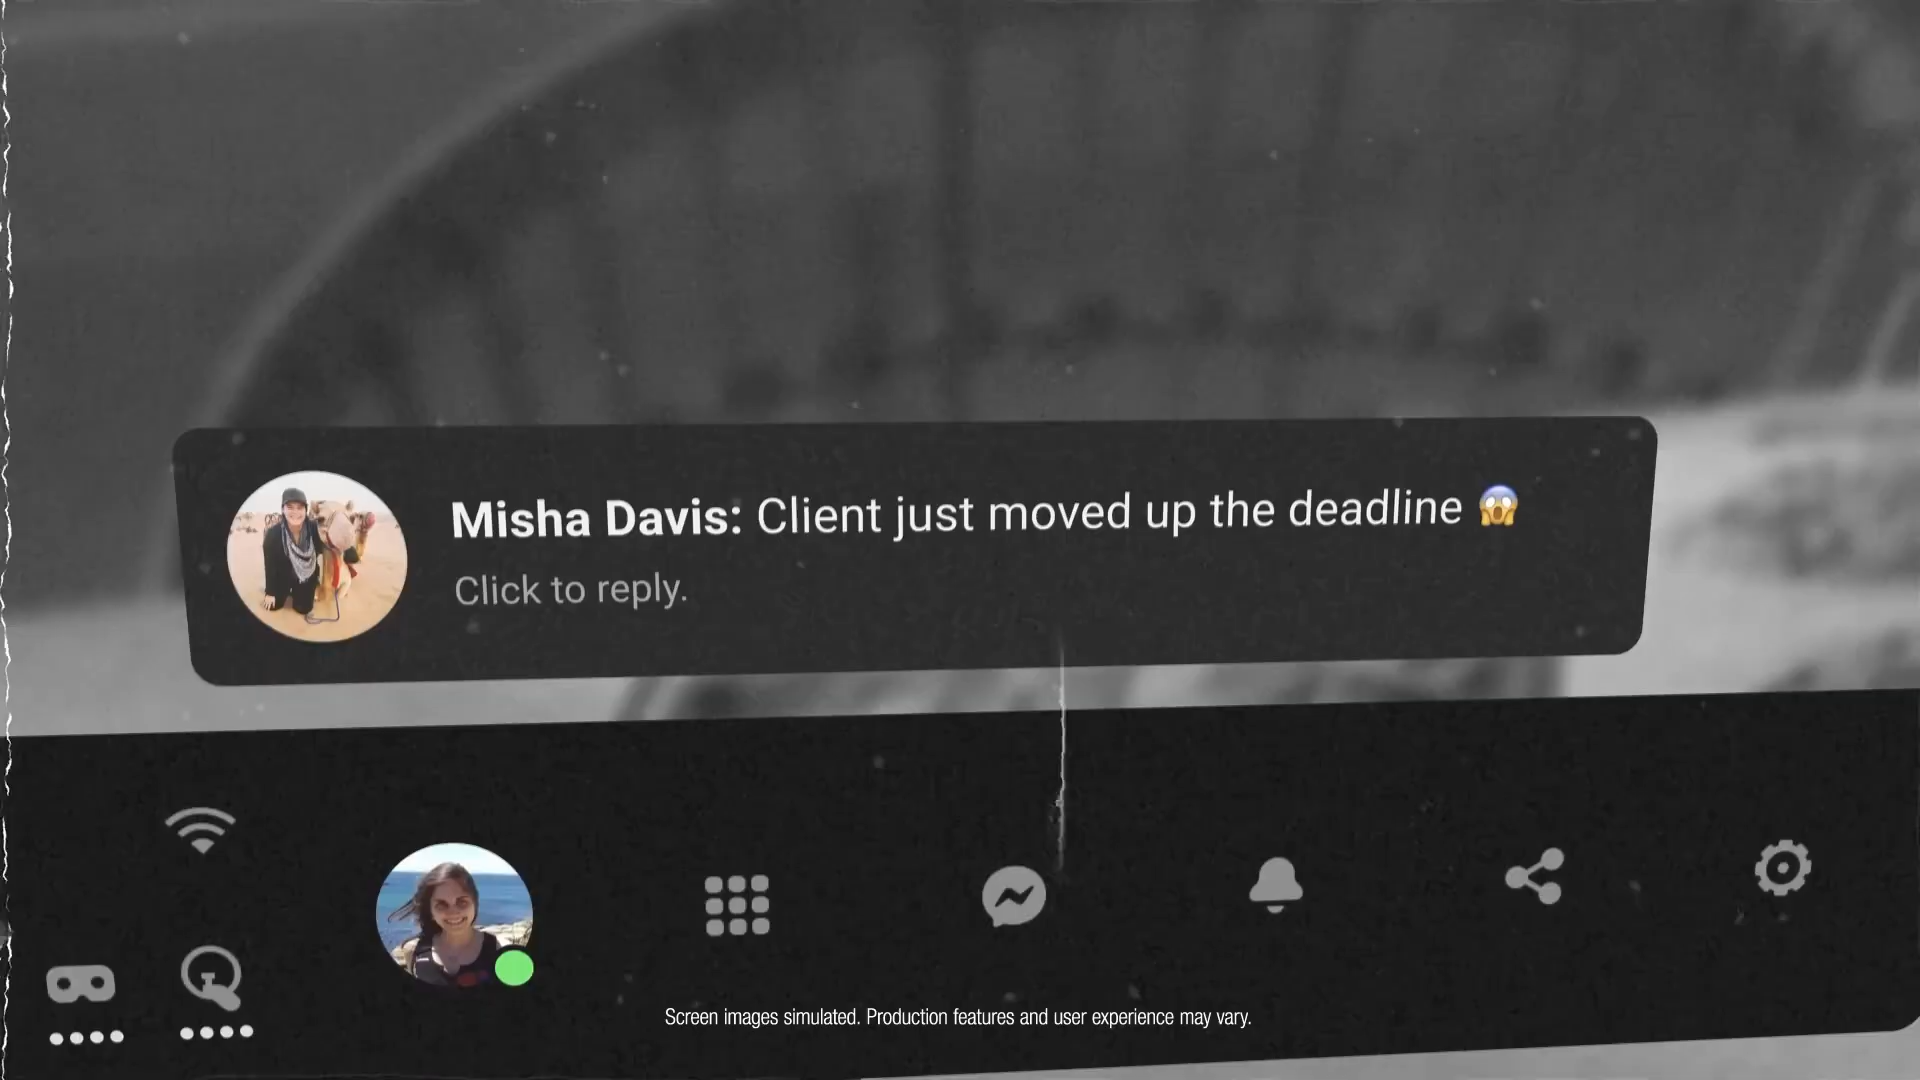 Misha Davis: Client just moved up the deadline 😱
Click to reply.
Screen images simulated. Production features and user experience may vary.